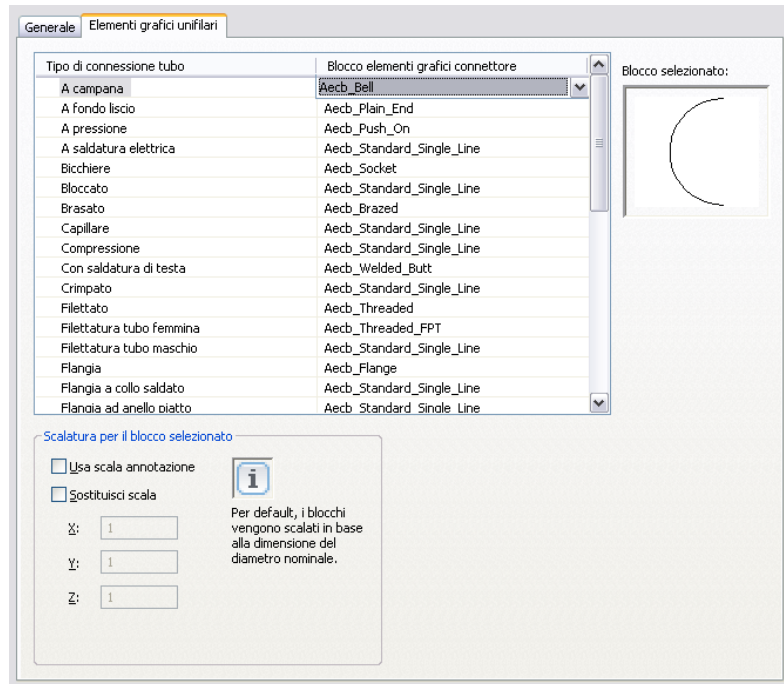 Generale Elementi grafici unifilari
Tipo di connessione tubo Blocco elementi grafici connettore
Blocco selezionato:
A campana Aecb_Bell
A fondo liscio Aecb_Plain_End
A pressione Aecb_Push_On
A saldatura elettrica Aecb_Standard_Single_Line
Bicchiere Aecb_Socket
Bloccato Aecb_Standard_Single_Line
Brasato Aecb_Brazed
Capillare Aecb_Standard_Single_Line
Compressione Aecb_Standard_Single_Line
Con saldatura di testa Aecb_Welded_Butt
Crimpato Aecb_Standard_Single_Line
Filettato Aecb_Threaded
Filettatura tubo femmina Aecb_Threaded_FPT
Filettatura tubo maschio Aecb_Standard_Single_Line
Flangia Aecb_Flange
Flangia a collo saldato Aecb_Standard_Single_Line
Flangia ad anello piatto Aecb_Standard_Single_Line
Scalatura per il blocco selezionato
Usa scala annotazione
Sostituisci scala
X: 1
Y: 1
Z: 1
Per default, i blocchi
vengono scalati in base
alla dimensione del
diametro nominale.